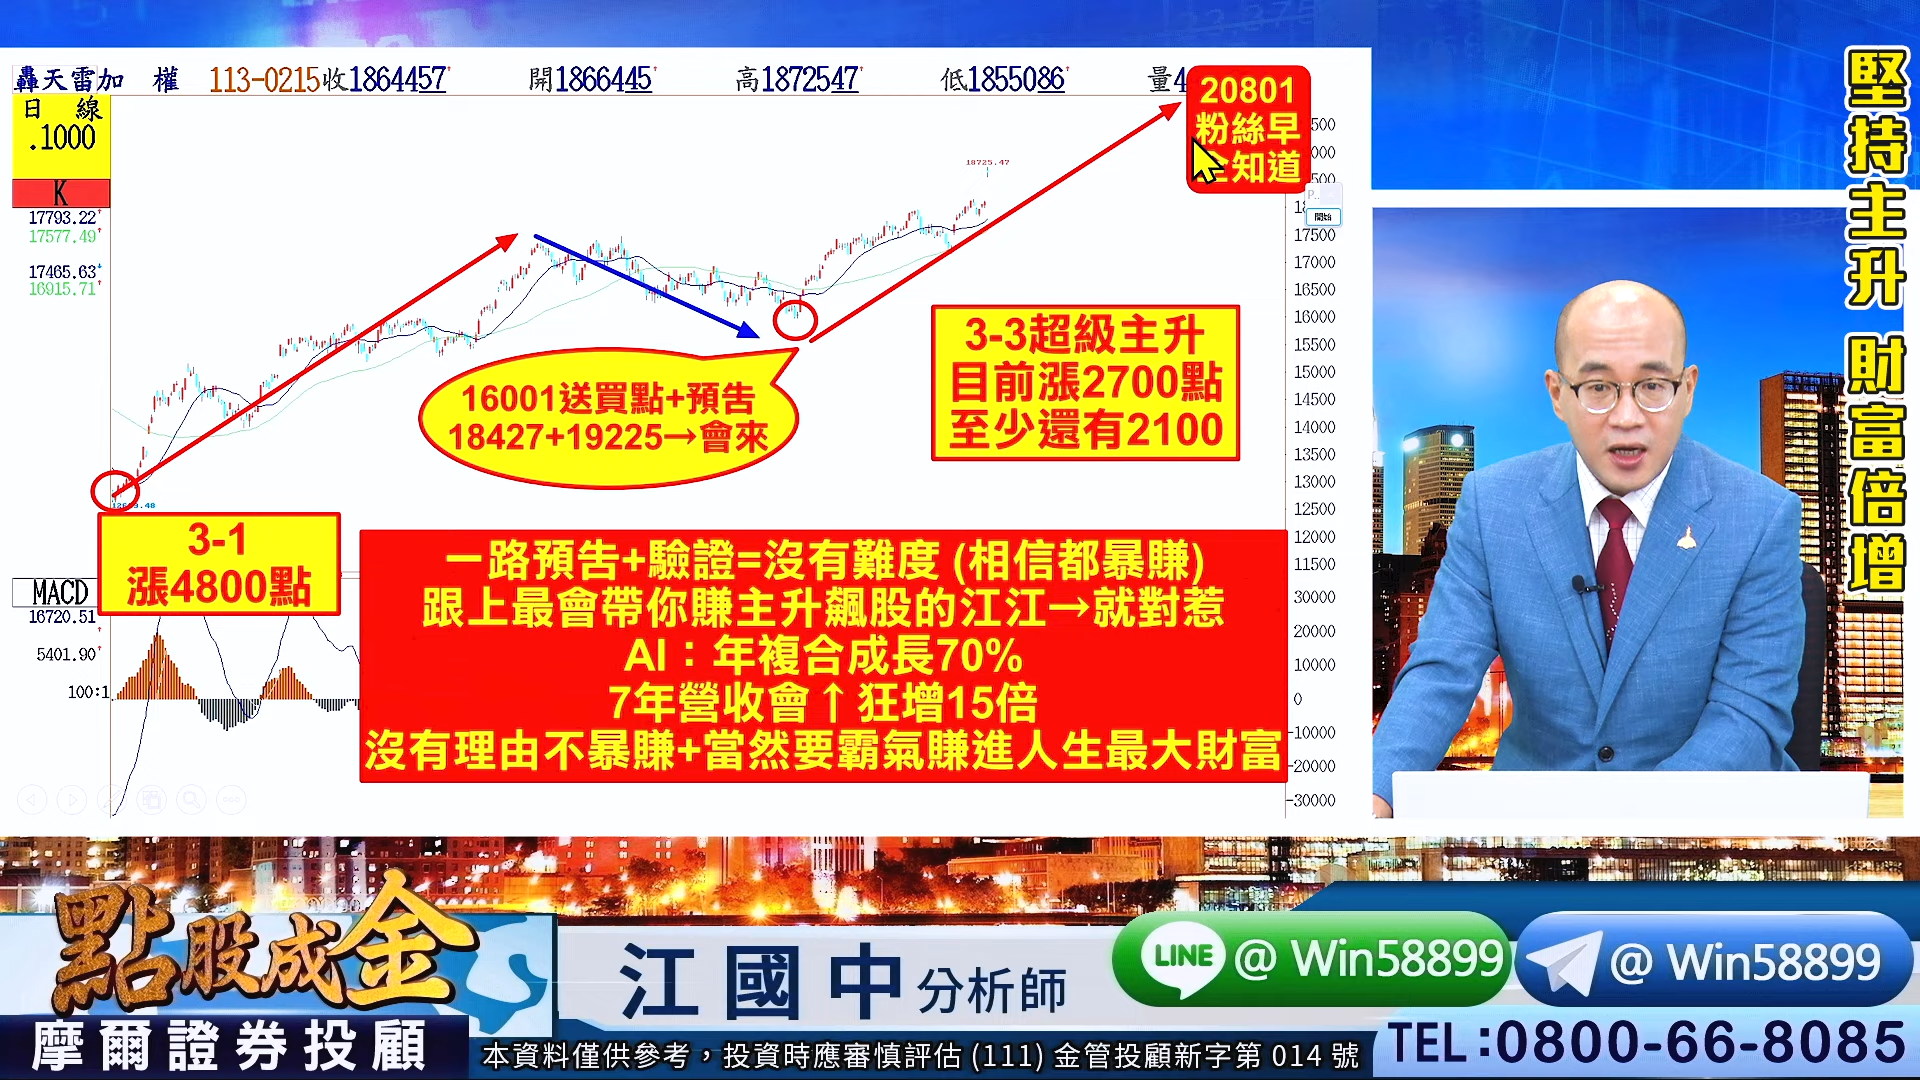 轟天雷加 權 113-0215收1864457 開1866445 高1872547 低1855086 量4
日 線
.1000
K
17793.22
17577.49
17465.63
16915.71
20801
粉絲早
全知道
18725.47
開始
17500
17000
16500
16000
15500
15000
14500
14000
13500
13000
12500
12000
11500
30000
20000
10000
0
-10000
-20000
-30000
16001送買點+預告
18427+19225→會來
3-3超級主升
目前漲2700點
至少還有2100
3-1
漲4800點
MACD
16720.51
5401.90
100:1
一路預告+驗證=沒有難度 (相信都暴賺)
跟上最會帶你賺主升飆股的江江→就對惹
AI：年複合成長70%
7年營收會↑狂增15倍
沒有理由不暴賺+當然要霸氣賺進人生最大財富
堅持主升 財富倍增
點股成金
摩爾證券投顧
江國中 分析師
LINE @ Win58899
@ Win58899
TEL:0800-66-8085
本資料僅供參考，投資時應審慎評估 (111) 金管投顧新字第 014 號